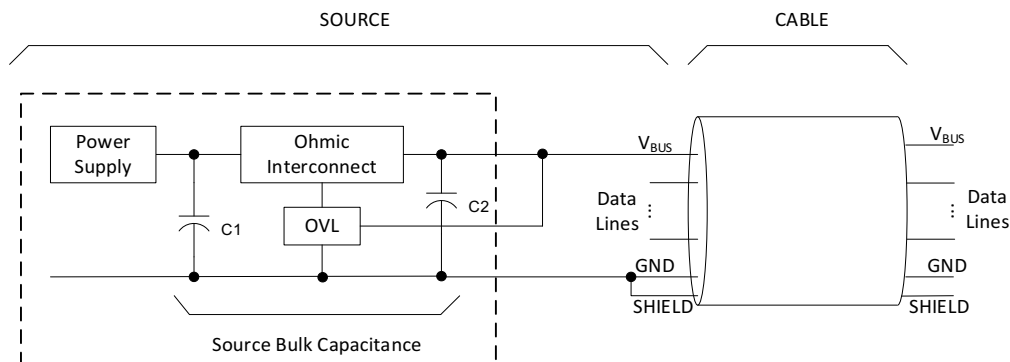 SOURCE
CABLE
Power
Supply
Ohmic
Interconnect
C1
OVL
C2
VBUS
Data
Lines
GND
SHIELD
VBUS
Data
Lines
GND
SHIELD
Source Bulk Capacitance